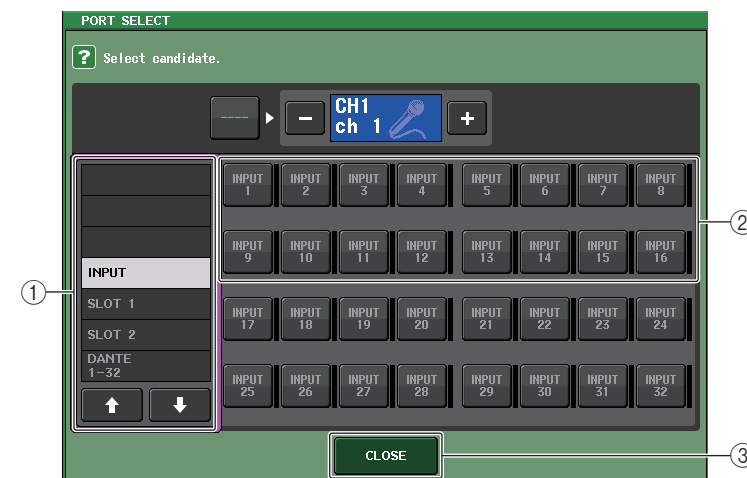 PORT SELECT
? Select candidate.
----
−
CH1
ch 1
+
INPUT
SLOT 1
SLOT 2
DANTE
1-32
INPUT 1 INPUT 2 INPUT 3 INPUT 4 INPUT 5 INPUT 6 INPUT 7 INPUT 8
INPUT 9 INPUT 10 INPUT 11 INPUT 12 INPUT 13 INPUT 14 INPUT 15 INPUT 16
INPUT 17 INPUT 18 INPUT 19 INPUT 20 INPUT 21 INPUT 22 INPUT 23 INPUT 24
INPUT 25 INPUT 26 INPUT 27 INPUT 28 INPUT 29 INPUT 30 INPUT 31 INPUT 32
CLOSE
①
②
③